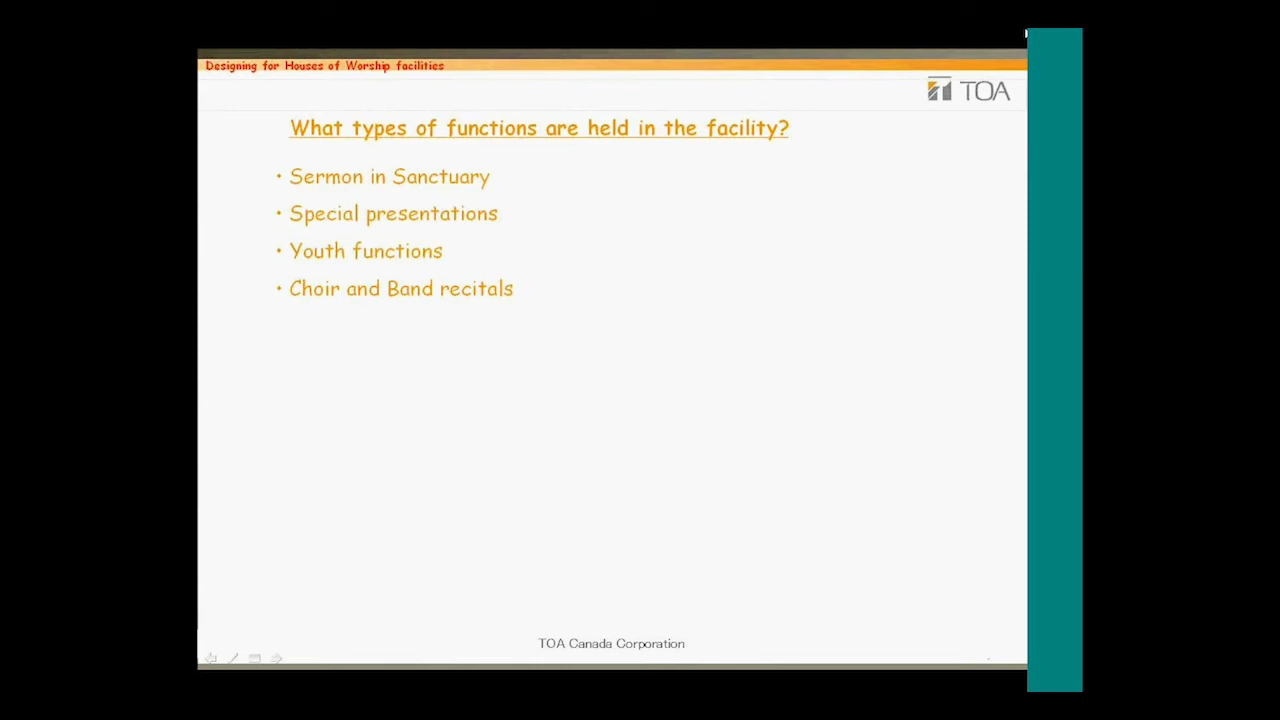 Designing for Houses of Worship facilities
TOA
What types of functions are held in the facility?
• Sermon in Sanctuary
• Special presentations
• Youth functions
• Choir and Band recitals
TOA Canada Corporation